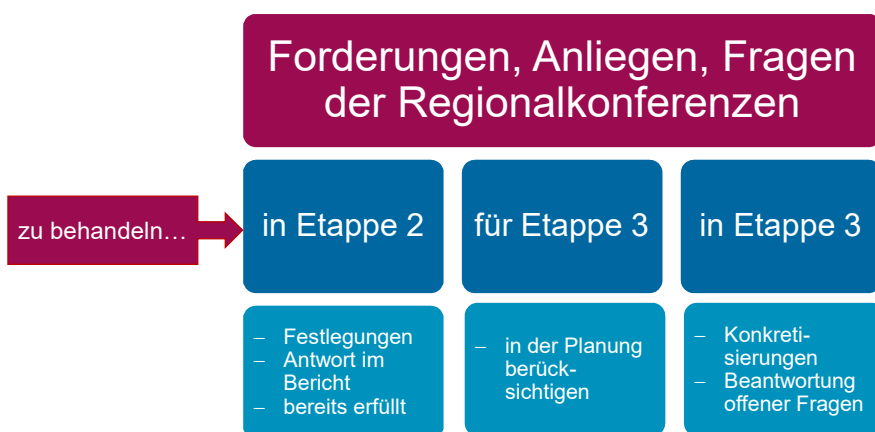 Forderungen, Anliegen, Fragen
der Regionalkonferenzen
zu behandeln…
in Etappe 2
für Etappe 3
in Etappe 3
– Festlegungen
– Antwort im
Bericht
– bereits erfüllt
– in der Planung
berück-
sichtigen
– Konkreti-
sierungen
– Beantwortung
offener Fragen